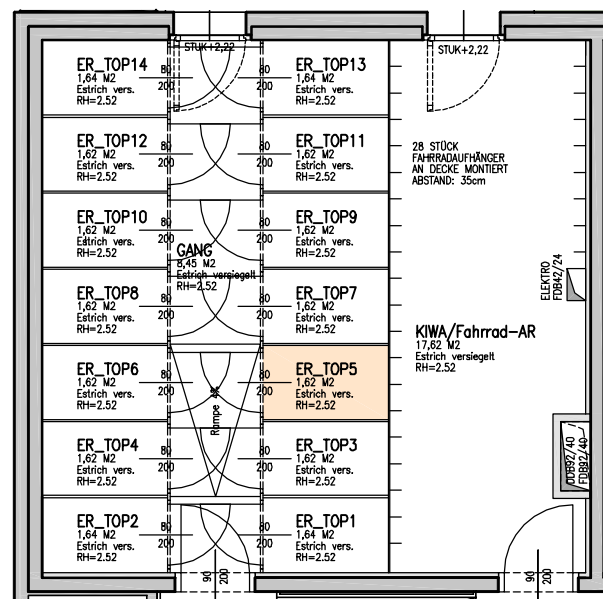 STUK+2,22
STUK+2,22
ER_TOP14
1,64 M2
Estrich vers.
RH=2.52
80
200
80
200
ER_TOP13
1,64 M2
Estrich vers.
RH=2.52
ER_TOP12
1,62 M2
Estrich vers.
RH=2.52
80
200
80
200
ER_TOP11
1,62 M2
Estrich vers.
RH=2.52
28 STÜCK
FAHRRADAUFHÄNGER
AN DECKE MONTIERT
ABSTAND: 35cm
ER_TOP10
1,62 M2
Estrich vers.
RH=2.52
80
200
80
200
ER_TOP9
1,62 M2
Estrich vers.
RH=2.52
GANG
8,45 M2
Estrich versiegelt
RH=2.52
ELEKTRO
FDB42/24
ER_TOP8
1,62 M2
Estrich vers.
RH=2.52
80
200
80
200
ER_TOP7
1,62 M2
Estrich vers.
RH=2.52
KIWA/Fahrrad-AR
17,62 M2
Estrich versiegelt
RH=2.52
ER_TOP6
1,62 M2
Estrich vers.
RH=2.52
80
200
80
200
ER_TOP5
1,62 M2
Estrich vers.
RH=2.52
Rampe 4%
ER_TOP4
1,62 M2
Estrich vers.
RH=2.52
80
200
80
200
ER_TOP3
1,62 M2
Estrich vers.
RH=2.52
DDB92/40
FDB92/40
ER_TOP2
1,64 M2
Estrich vers.
RH=2.52
80
200
80
200
ER_TOP1
1,64 M2
Estrich vers.
RH=2.52
90
200
90
200